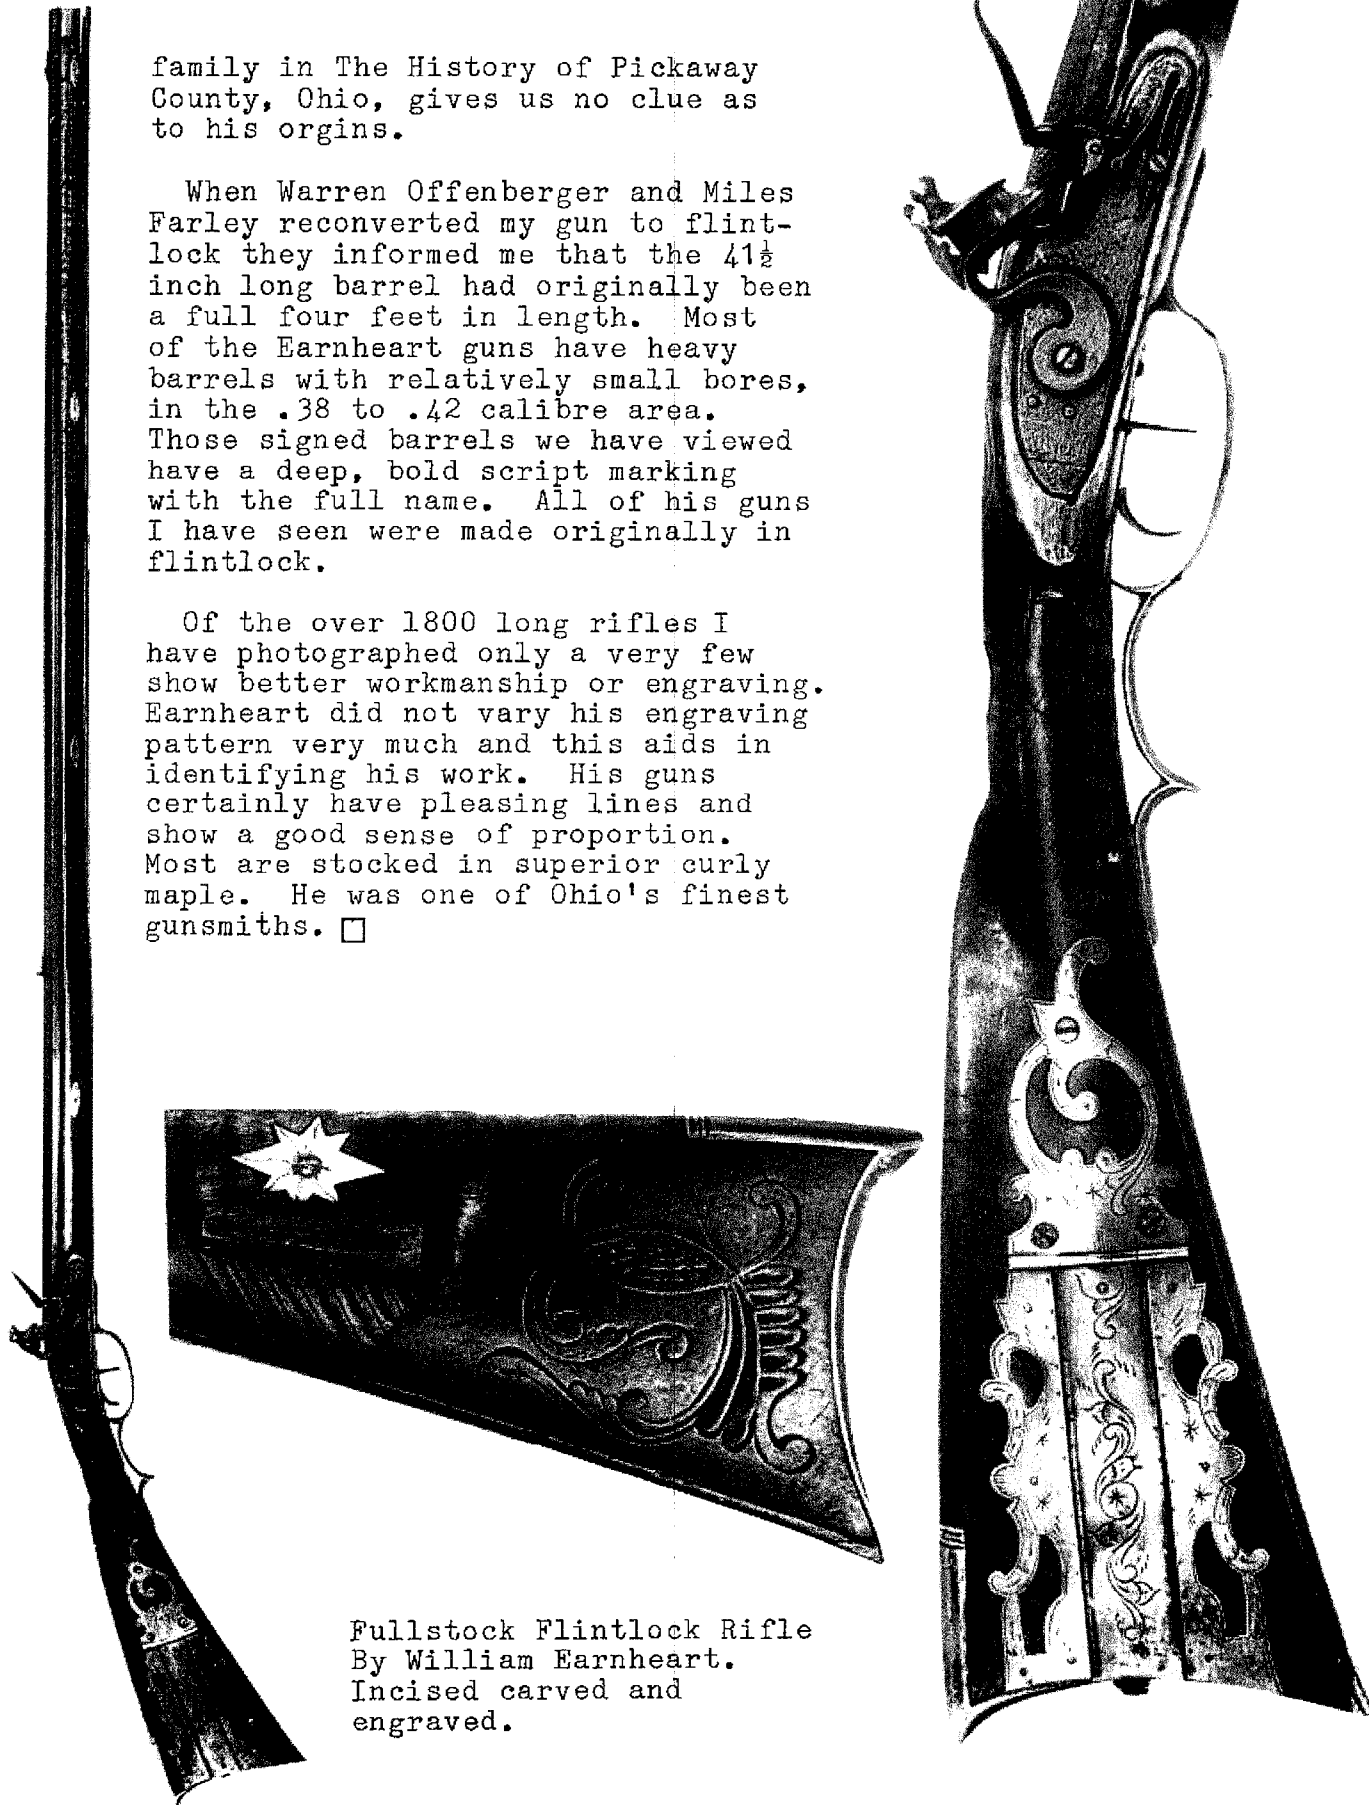 family in The History of Pickaway
County, Ohio, gives us no clue as
to his orgins.
When Warren Offenberger and Miles
Farley reconverted my gun to flint-
lock they informed me that the 41½
inch long barrel had originally been
a full four feet in length.  Most
of the Earnheart guns have heavy
barrels with relatively small bores,
in the .38 to .42 calibre area.
Those signed barrels we have viewed
have a deep, bold script marking
with the full name.  All of his guns
I have seen were made originally in
flintlock.
Of the over 1800 long rifles I
have photographed only a very few
show better workmanship or engraving.
Earnheart did not vary his engraving
pattern very much and this aids in
identifying his work.  His guns
certainly have pleasing lines and
show a good sense of proportion.
Most are stocked in superior curly
maple.  He was one of Ohio's finest
gunsmiths. □
Fullstock Flintlock Rifle
By William Earnheart.
Incised carved and
engraved.